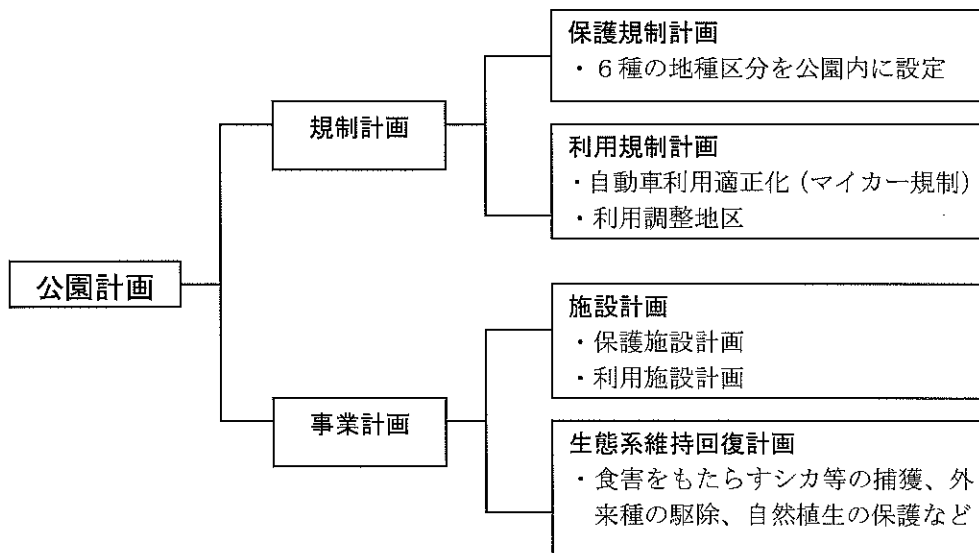 保護規制計画
・6種の地種区分を公園内に設定
規制計画
利用規制計画
・自動車利用適正化(マイカー規制)
・利用調整地区
公園計画
施設計画
・保護施設計画
・利用施設計画
事業計画
生態系維持回復計画
・食害をもたらすシカ等の捕獲、外
来種の駆除、自然植生の保護など